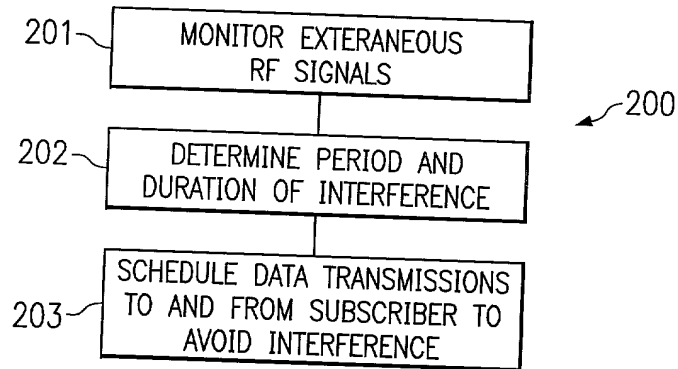 201
MONITOR EXTERANEOUS
RF SIGNALS
200
202
DETERMINE PERIOD AND
DURATION OF INTERFERENCE
203
SCHEDULE DATA TRANSMISSIONS
TO AND FROM SUBSCRIBER TO
AVOID INTERFERENCE